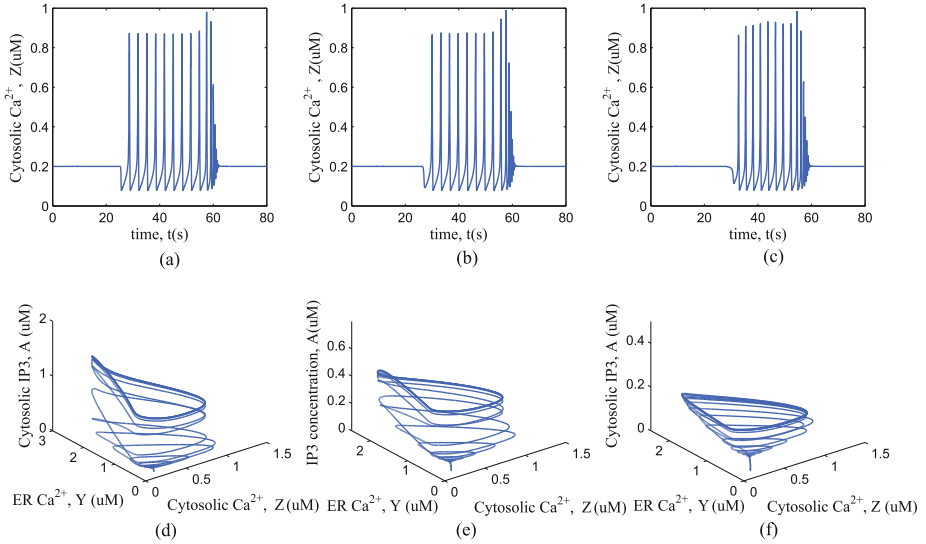 1
0.8
0.6
0.4
0.2
0
Cytosolic Ca²⁺ , Z(uM)
0 20 40 60 80
time, t(s)
(a)
1
0.8
0.6
0.4
0.2
0
Cytosolic Ca²⁺ , Z(uM)
0 20 40 60 80
time, t(s)
(b)
1
0.8
0.6
0.4
0.2
0
Cytosolic Ca²⁺ , Z(uM)
0 20 40 60 80
time, t(s)
(c)
2
1
0
Cytosolic IP3, A (uM)
3
2
1
0
ER Ca²⁺, Y (uM)
0
0.5
1
1.5
Cytosolic Ca²⁺, Z(uM)
(d)
0.6
0.4
0.2
0
IP3 concentration, A(uM)
2
1
0
ER Ca²⁺, Y (uM)
0
0.5
1
1.5
Cytosolic Ca²⁺, Z(uM)
(e)
0.4
0.2
0
Cytosolic IP3, A (uM)
2
1
0
ER Ca²⁺, Y (uM)
0
0.5
1
1.5
Cytosolic Ca²⁺, Z (uM)
(f)